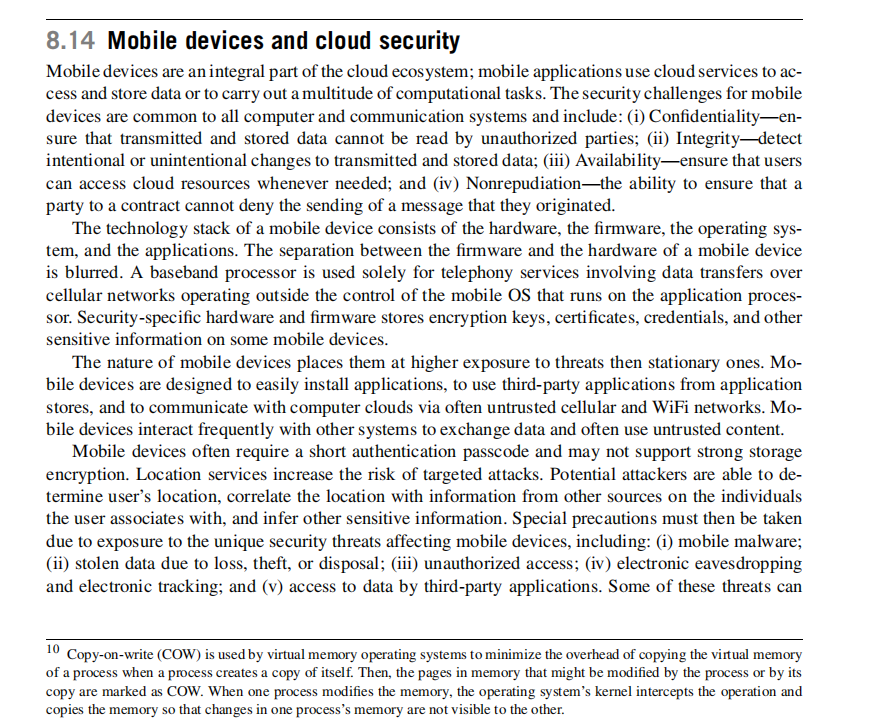 8.14 Mobile devices and cloud security
Mobile devices are an integral part of the cloud ecosystem; mobile applications use cloud services to ac-
cess and store data or to carry out a multitude of computational tasks. The security challenges for mobile
devices are common to all computer and communication systems and include: (i) Confidentiality—en-
sure that transmitted and stored data cannot be read by unauthorized parties; (ii) Integrity—detect
intentional or unintentional changes to transmitted and stored data; (iii) Availability—ensure that users
can access cloud resources whenever needed; and (iv) Nonrepudiation—the ability to ensure that a
party to a contract cannot deny the sending of a message that they originated.
The technology stack of a mobile device consists of the hardware, the firmware, the operating sys-
tem, and the applications. The separation between the firmware and the hardware of a mobile device
is blurred. A baseband processor is used solely for telephony services involving data transfers over
cellular networks operating outside the control of the mobile OS that runs on the application proces-
sor. Security-specific hardware and firmware stores encryption keys, certificates, credentials, and other
sensitive information on some mobile devices.
The nature of mobile devices places them at higher exposure to threats then stationary ones. Mo-
bile devices are designed to easily install applications, to use third-party applications from application
stores, and to communicate with computer clouds via often untrusted cellular and WiFi networks. Mo-
bile devices interact frequently with other systems to exchange data and often use untrusted content.
Mobile devices often require a short authentication passcode and may not support strong storage
encryption. Location services increase the risk of targeted attacks. Potential attackers are able to de-
termine user's location, correlate the location with information from other sources on the individuals
the user associates with, and infer other sensitive information. Special precautions must then be taken
due to exposure to the unique security threats affecting mobile devices, including: (i) mobile malware;
(ii) stolen data due to loss, theft, or disposal; (iii) unauthorized access; (iv) electronic eavesdropping
and electronic tracking; and (v) access to data by third-party applications. Some of these threats can
10 Copy-on-write (COW) is used by virtual memory operating systems to minimize the overhead of copying the virtual memory
of a process when a process creates a copy of itself. Then, the pages in memory that might be modified by the process or by its
copy are marked as COW. When one process modifies the memory, the operating system's kernel intercepts the operation and
copies the memory so that changes in one process's memory are not visible to the other.